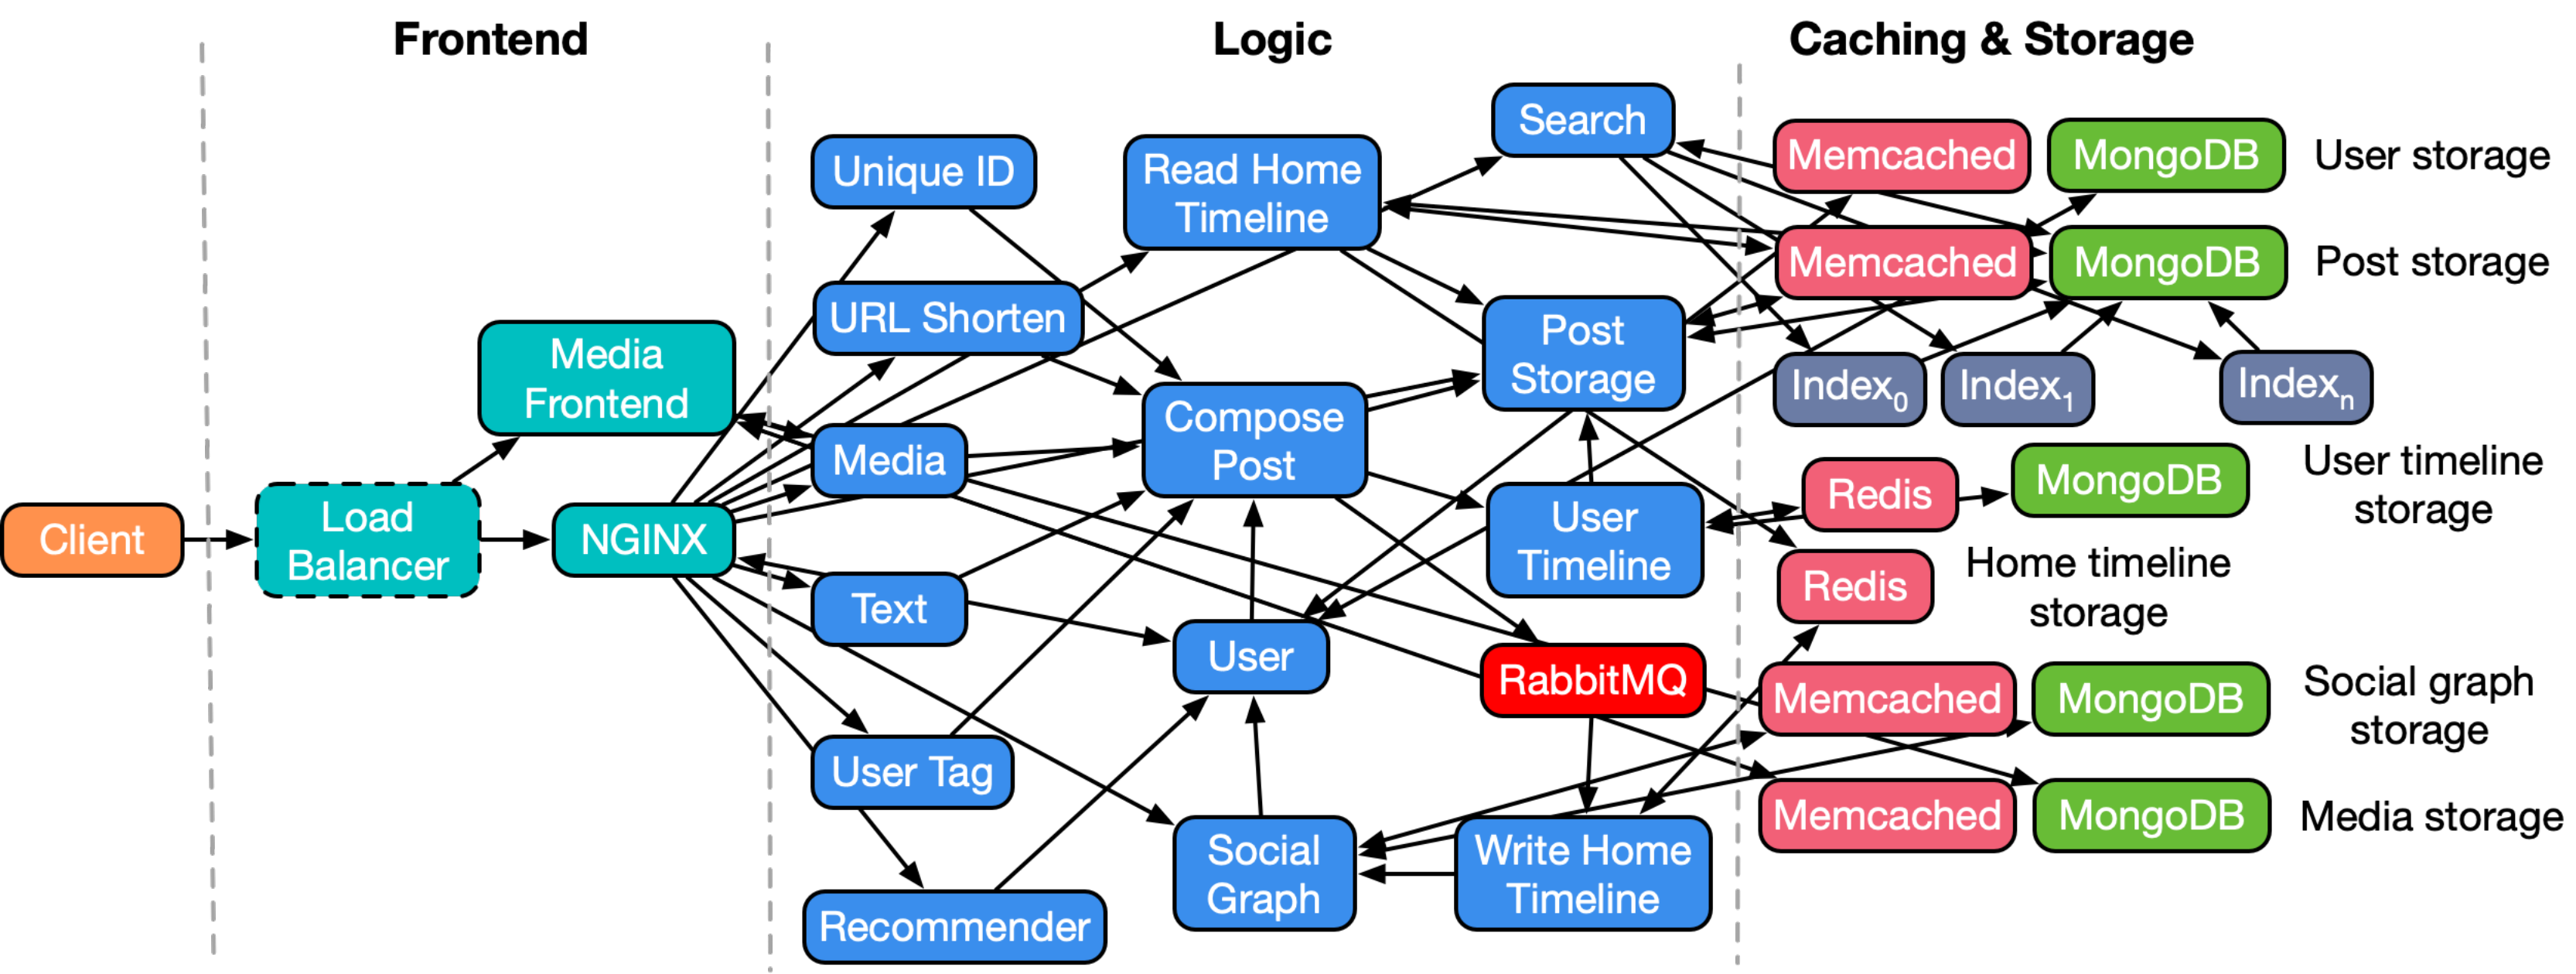 Frontend
Logic
Caching & Storage
Search
Unique ID
Read Home
Timeline
Memcached
MongoDB
User storage
Memcached
MongoDB
Post storage
URL Shorten
Post
Storage
Media
Frontend
Index0
Index1
Indexn
Compose
Post
Media
Redis
MongoDB
User timeline
storage
Client
Load
Balancer
NGINX
User
Timeline
Redis
Home timeline
storage
Text
User
RabbitMQ
Memcached
MongoDB
Social graph
storage
User Tag
Memcached
MongoDB
Media storage
Social
Graph
Write Home
Timeline
Recommender